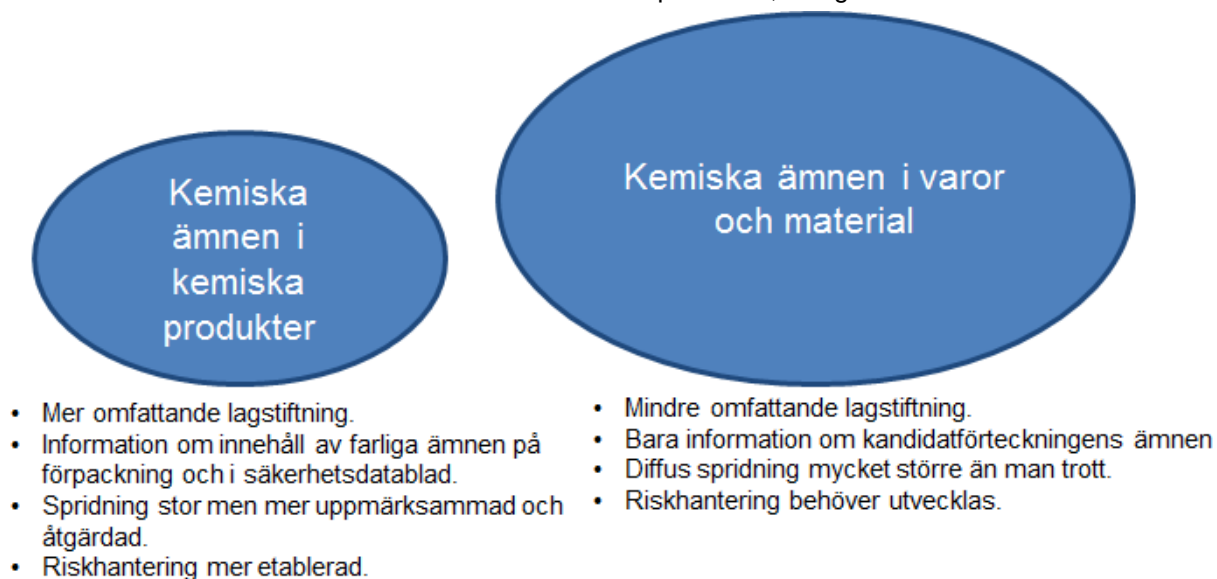 Kemiska
ämnen i
kemiska
produkter
Kemiska ämnen i varor
och material
• Mer omfattande lagstiftning.
• Information om innehåll av farliga ämnen på
förpackning och i säkerhetsdatablad.
• Spridning stor men mer uppmärksammad och
åtgärdad.
• Riskhantering mer etablerad.
• Mindre omfattande lagstiftning.
• Bara information om kandidatförteckningens ämnen
• Diffus spridning mycket större än man trott.
• Riskhantering behöver utvecklas.